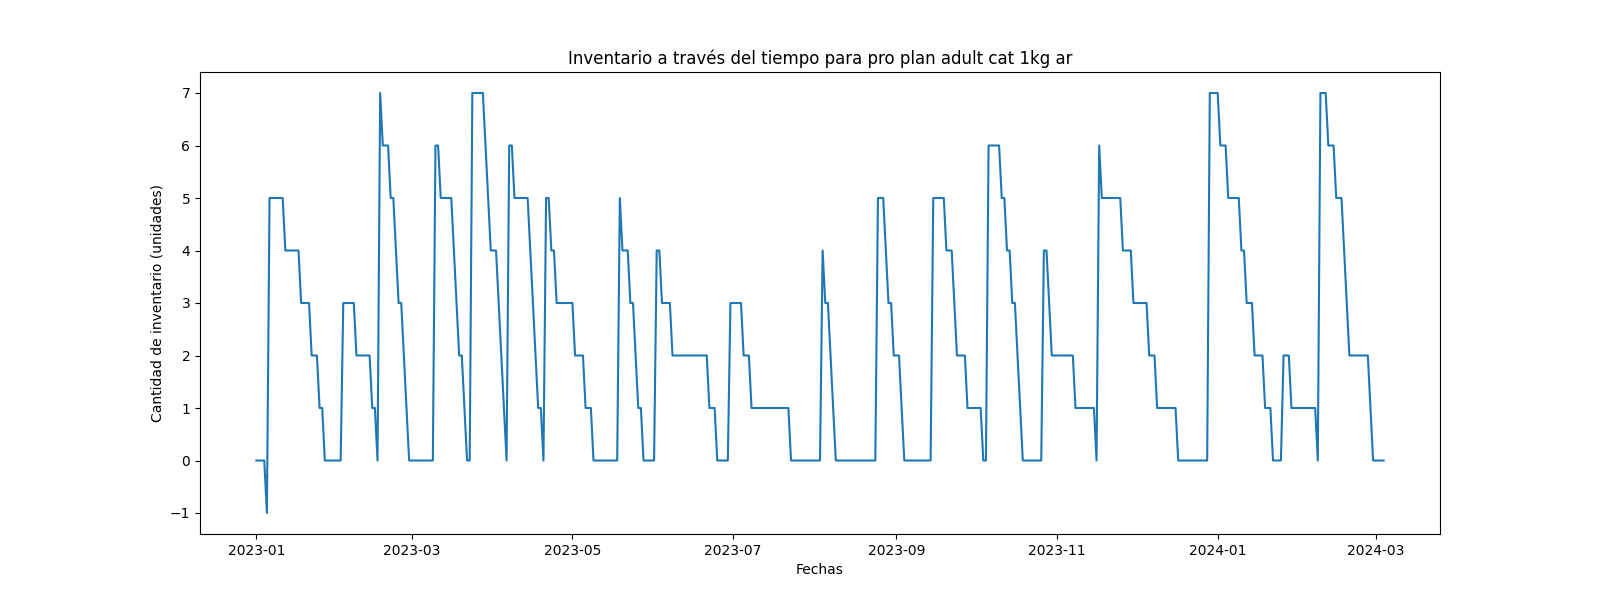 Inventario a través del tiempo para pro plan adult cat 1kg ar
Cantidad de inventario (unidades)
7
6
5
4
3
2
1
0
−1
2023-01 2023-03 2023-05 2023-07 2023-09 2023-11 2024-01 2024-03
Fechas